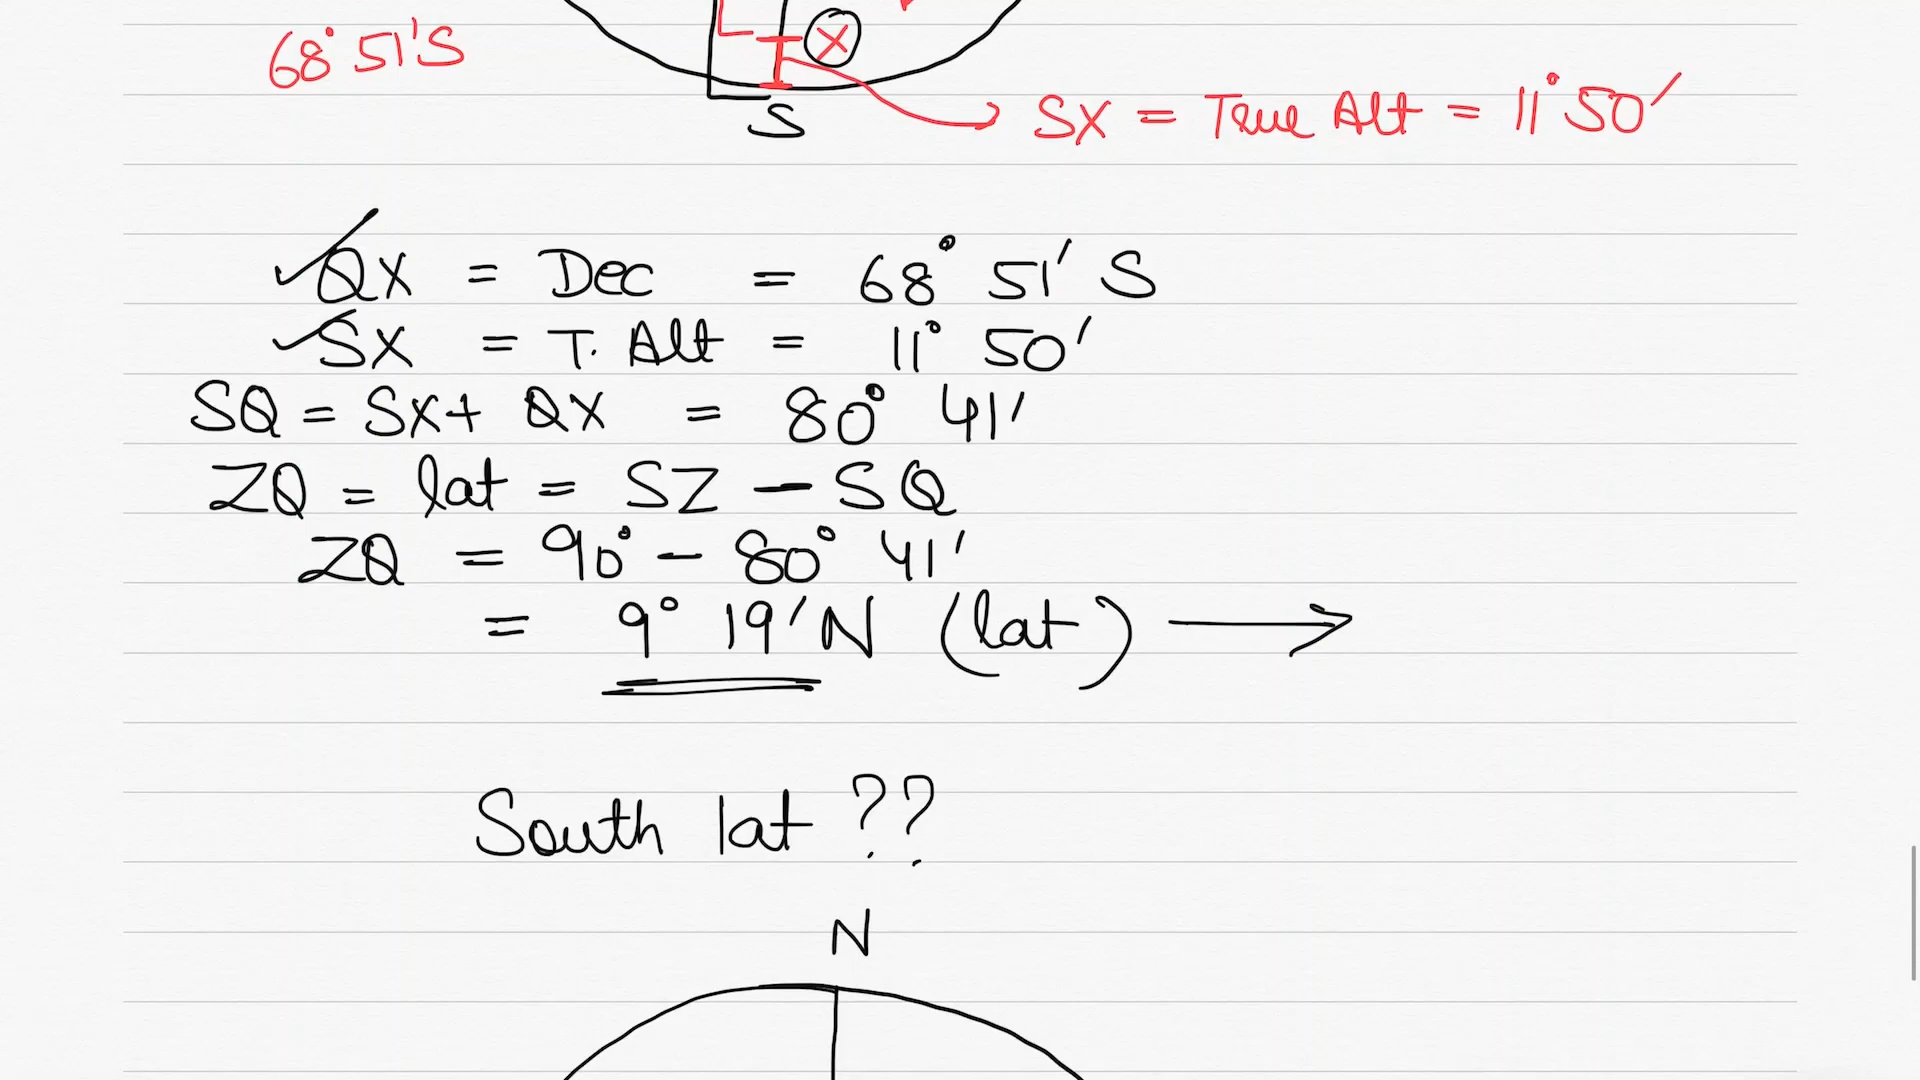 68° 51' S
X
S
SX = True Alt = 11° 50'
QX = Dec = 68° 51' S
SX = T. Alt = 11° 50'
SQ = SX + QX = 80° 41'
ZQ = lat = SZ - SQ
ZQ = 90° - 80° 41'
= 9° 19' N (lat) →
South lat ??
N